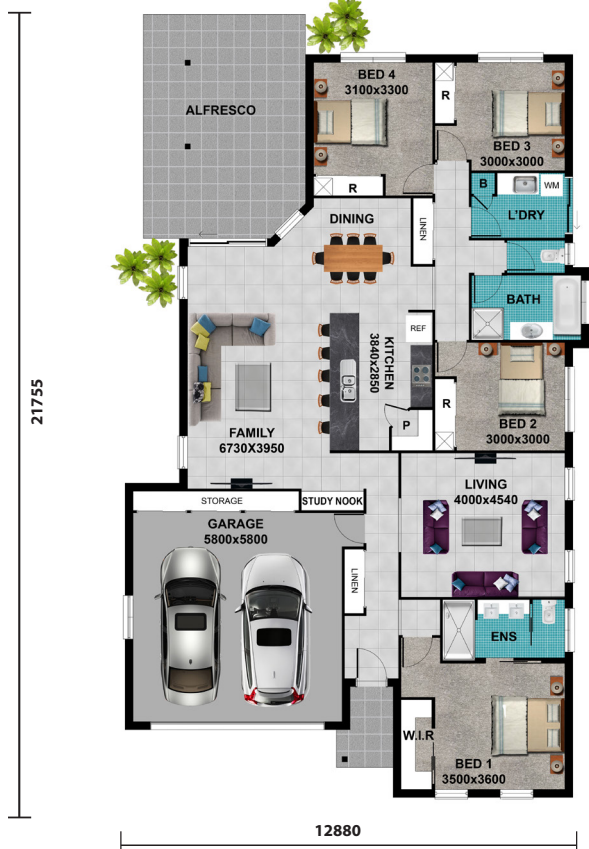 BED 4
3100x3300
ALFRESCO
R
BED 3
3000x3000
R
B
WM
L'DRY
DINING
LINEN
BATH
REF
KITCHEN
3840x2850
R
P
BED 2
3000x3000
FAMILY
6730X3950
21755
LIVING
4000x4540
STORAGE
STUDY NOOK
GARAGE
5800x5800
LINEN
ENS
W.I.R
BED 1
3500x3600
12880